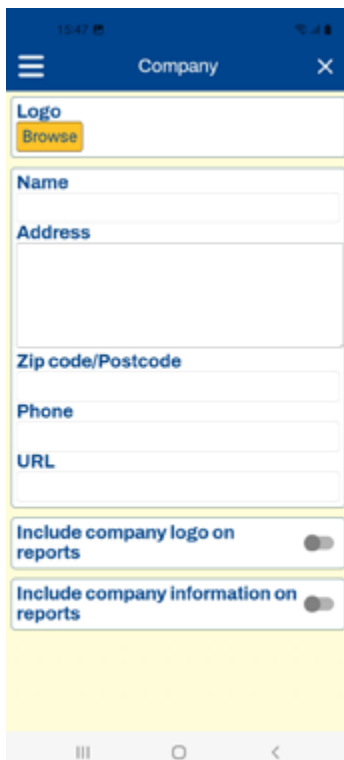 15:47
Company
Logo
Browse
Name
Address
Zip code/Postcode
Phone
URL
Include company logo on
reports
Include company information on
reports